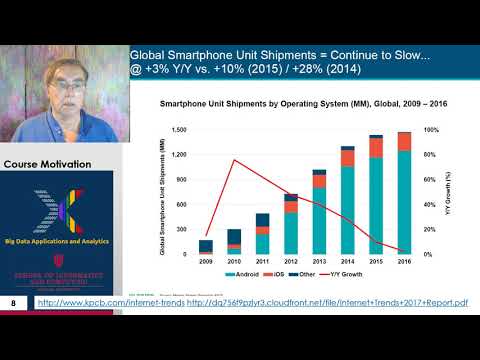 Global Smartphone Unit Shipments = Continue to Slow...
@ +3% Y/Y vs. +10% (2015) / +28% (2014)
Smartphone Unit Shipments by Operating System (MM), Global, 2009 – 2016
Course Motivation
Big Data Applications and Analytics
SCHOOL OF INFORMATICS
AND COMPUTING
Global Smartphone Unit Shipments (MM)
1,500
1,200
900
600
300
0
100%
80%
60%
40%
20%
0%
Y/Y Growth (%)
2009 2010 2011 2012 2013 2014 2015 2016
Android iOS Other Y/Y Growth
8
http://www.kpcb.com/internet-trends http://dq756f9pzlyr3.cloudfront.net/file/Internet+Trends+2017+Report.pdf